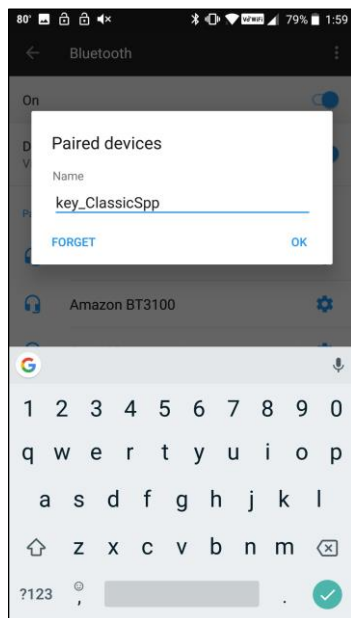 80° 79% 1:59
Bluetooth
On
D
V
Paired devices
Name
key_ClassicSpp
FORGET OK
Amazon BT3100
G
1 2 3 4 5 6 7 8 9 0
q w e r t y u i o p
a s d f g h j k l
z x c v b n m
?123 , .